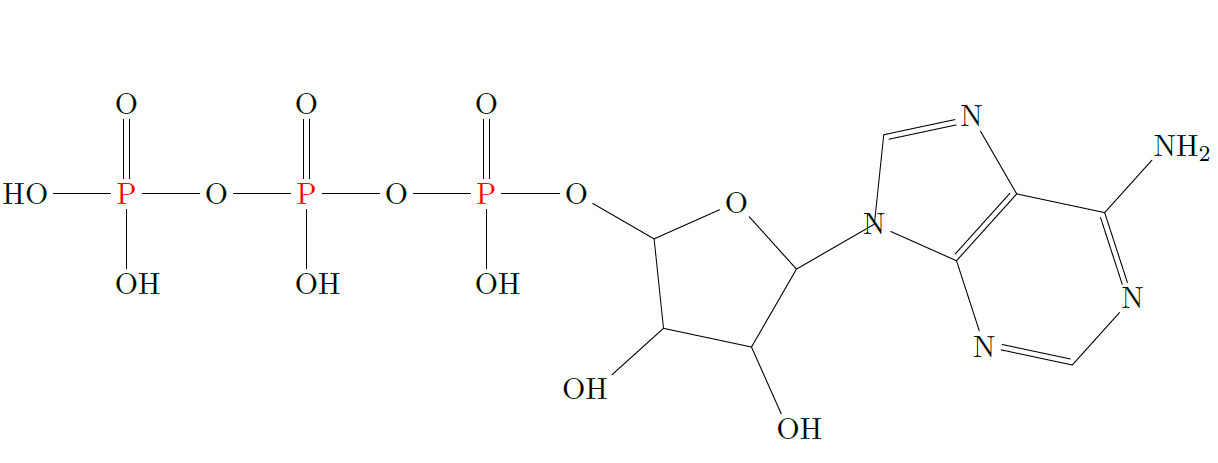 O O O N NH₂
HO P O P O P O O N
OH OH OH N N
OH OH